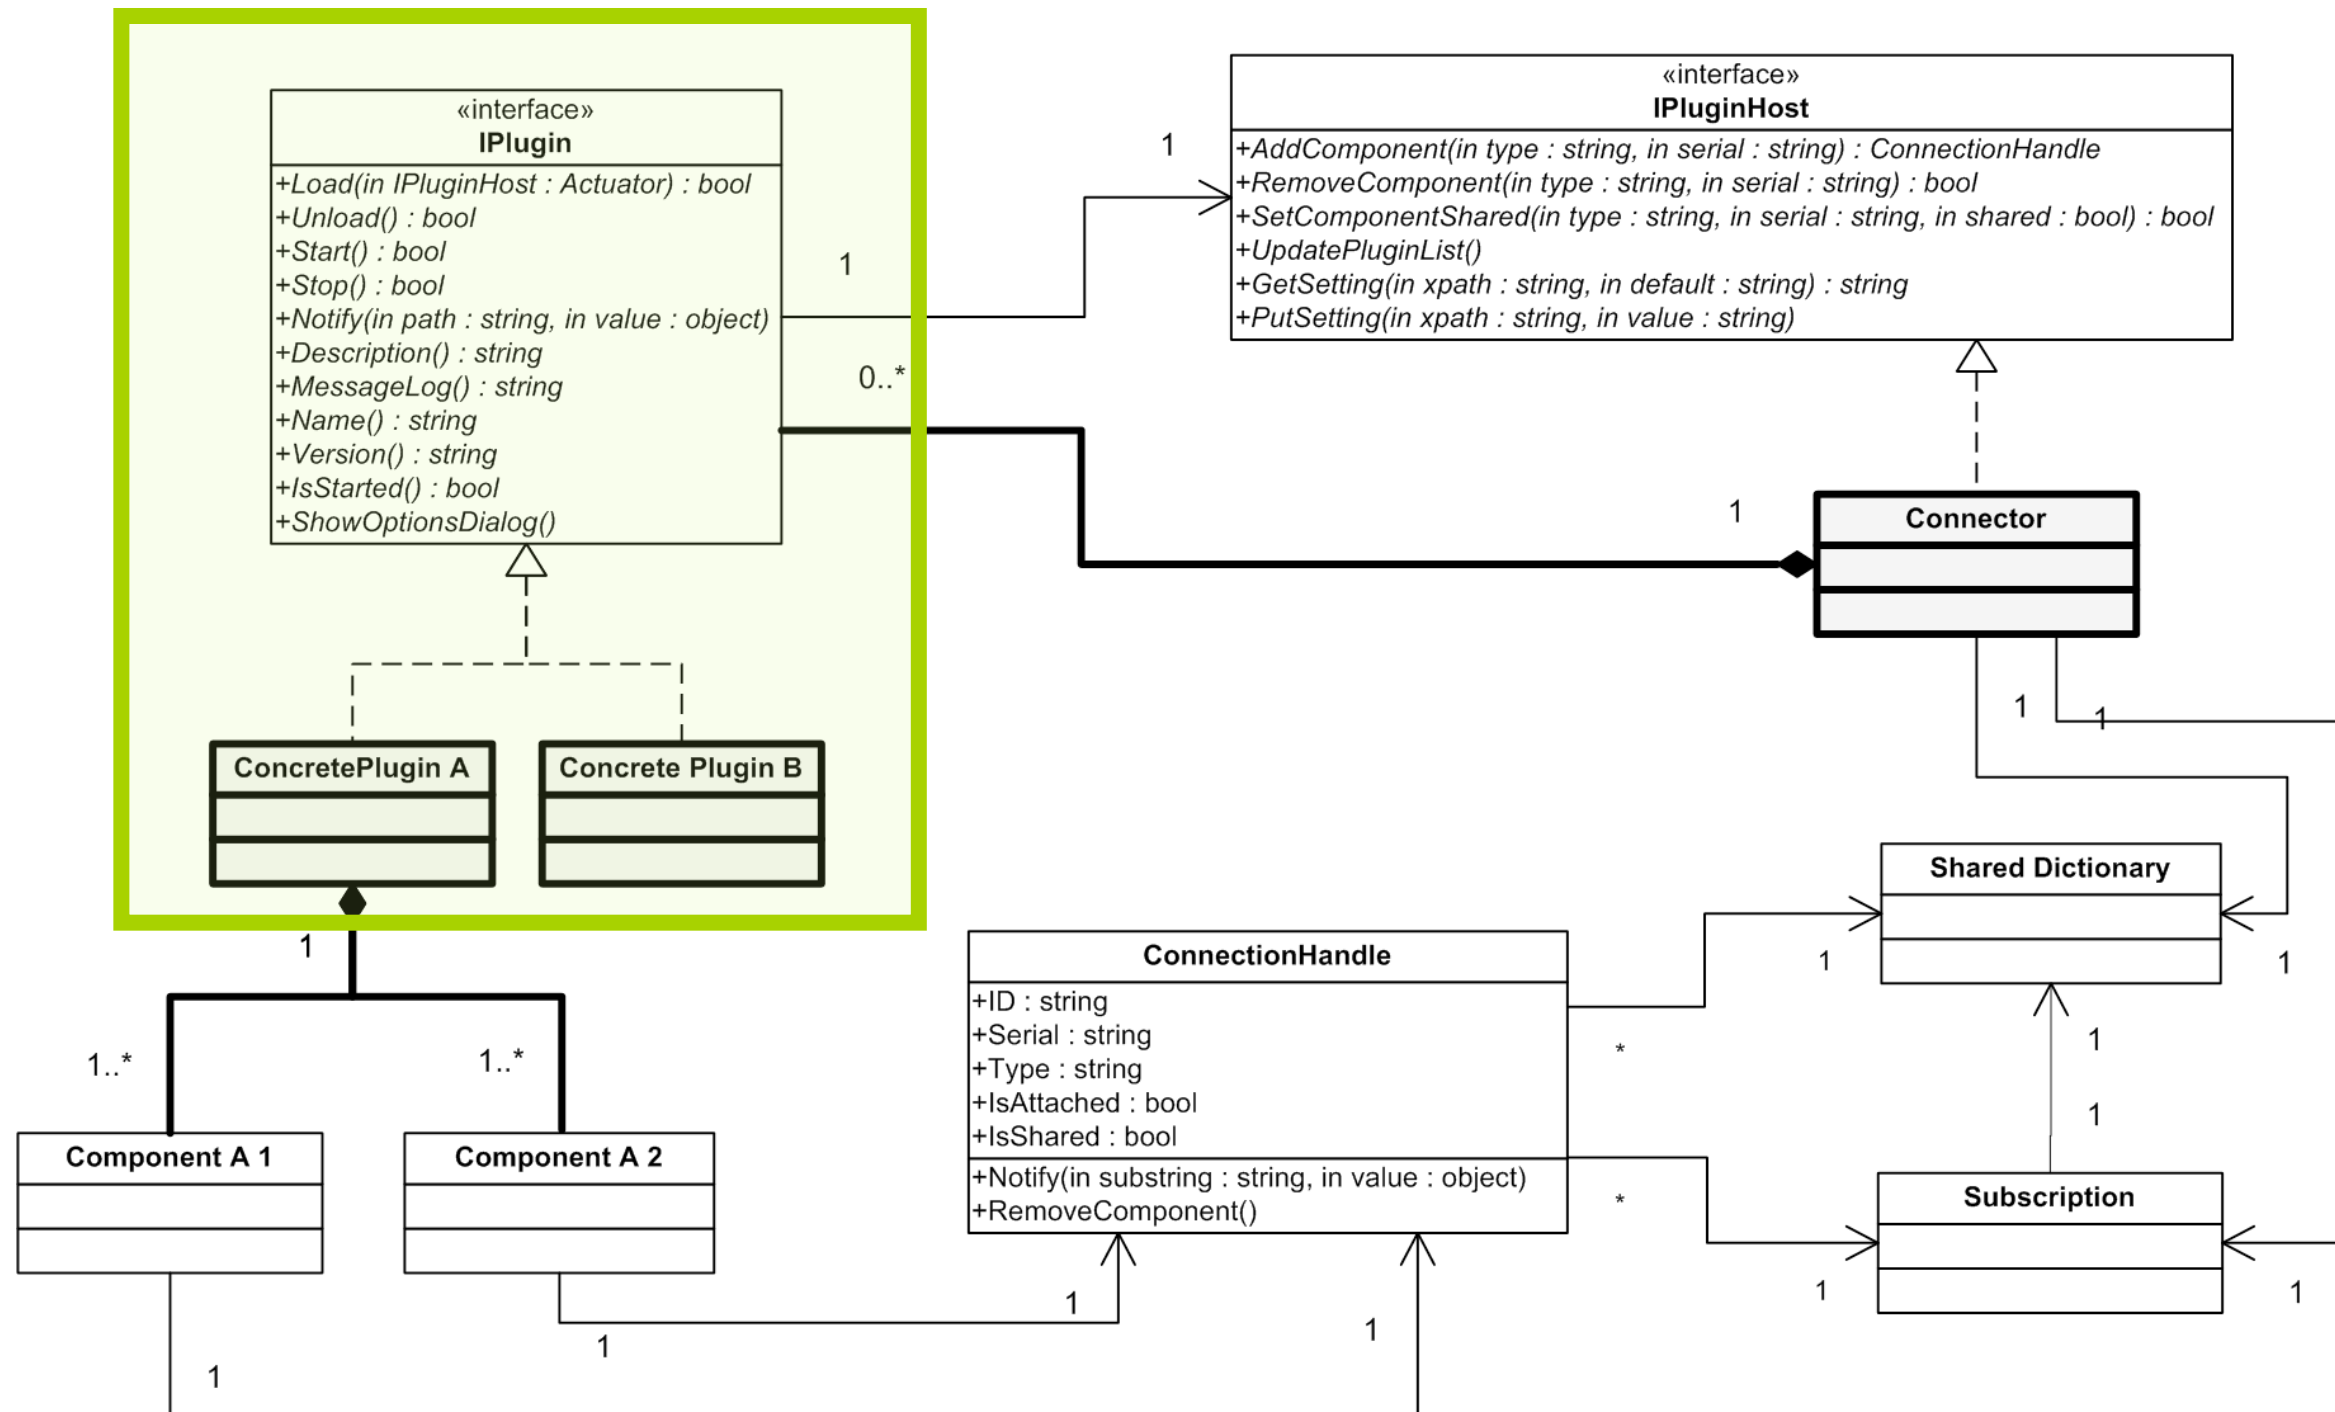 «interface»
IPlugin
+Load(in IPluginHost : Actuator) : bool
+Unload() : bool
+Start() : bool
+Stop() : bool
+Notify(in path : string, in value : object)
+Description() : string
+MessageLog() : string
+Name() : string
+Version() : string
+IsStarted() : bool
+ShowOptionsDialog()
1
1
0..*
«interface»
IPluginHost
+AddComponent(in type : string, in serial : string) : ConnectionHandle
+RemoveComponent(in type : string, in serial : string) : bool
+SetComponentShared(in type : string, in serial : string, in shared : bool) : bool
+UpdatePluginList()
+GetSetting(in xpath : string, in default : string) : string
+PutSetting(in xpath : string, in value : string)
1
Connector
1
1
ConcretePlugin A
Concrete Plugin B
1
1..*
1..*
Component A 1
Component A 2
1
1
1
1
ConnectionHandle
+ID : string
+Serial : string
+Type : string
+IsAttached : bool
+IsShared : bool
+Notify(in substring : string, in value : object)
+RemoveComponent()
*
*
1
1
Shared Dictionary
1
1
1
Subscription
1